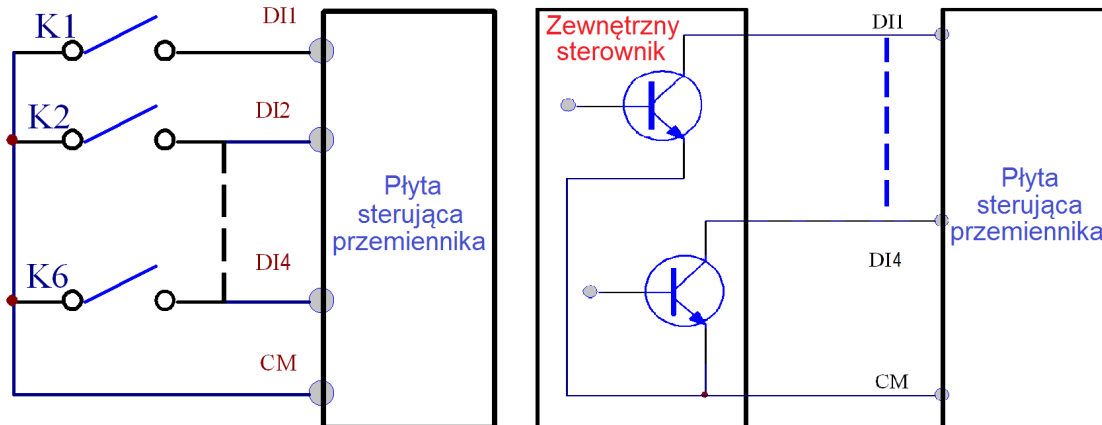 K1
DI1
K2
DI2
K6
DI4
CM
Płyta
sterująca
przemiennika
Zewnętrzny
sterownik
DI1
DI4
CM
Płyta
sterująca
przemiennika